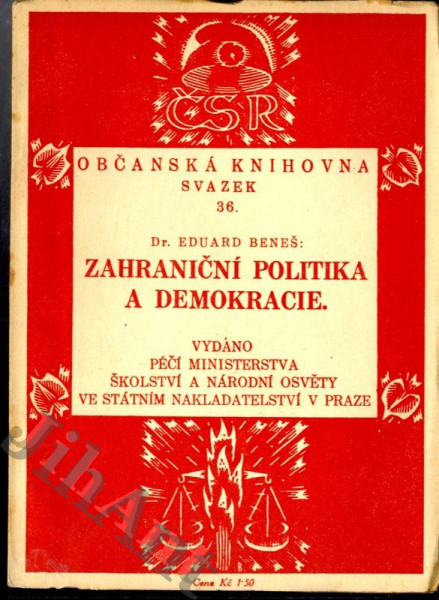 ČSR
OBČANSKÁ KNIHOVNA
SVAZEK
36.
Dr. EDUARD BENEŠ:
ZAHRANIČNÍ POLITIKA
A DEMOKRACIE.
VYDÁNO
PÉČÍ MINISTERSTVA
ŠKOLSTVÍ A NÁRODNÍ OSVĚTY
VE STÁTNÍM NAKLADATELSTVÍ V PRAZE
Cena Kč 1·50
JihArt